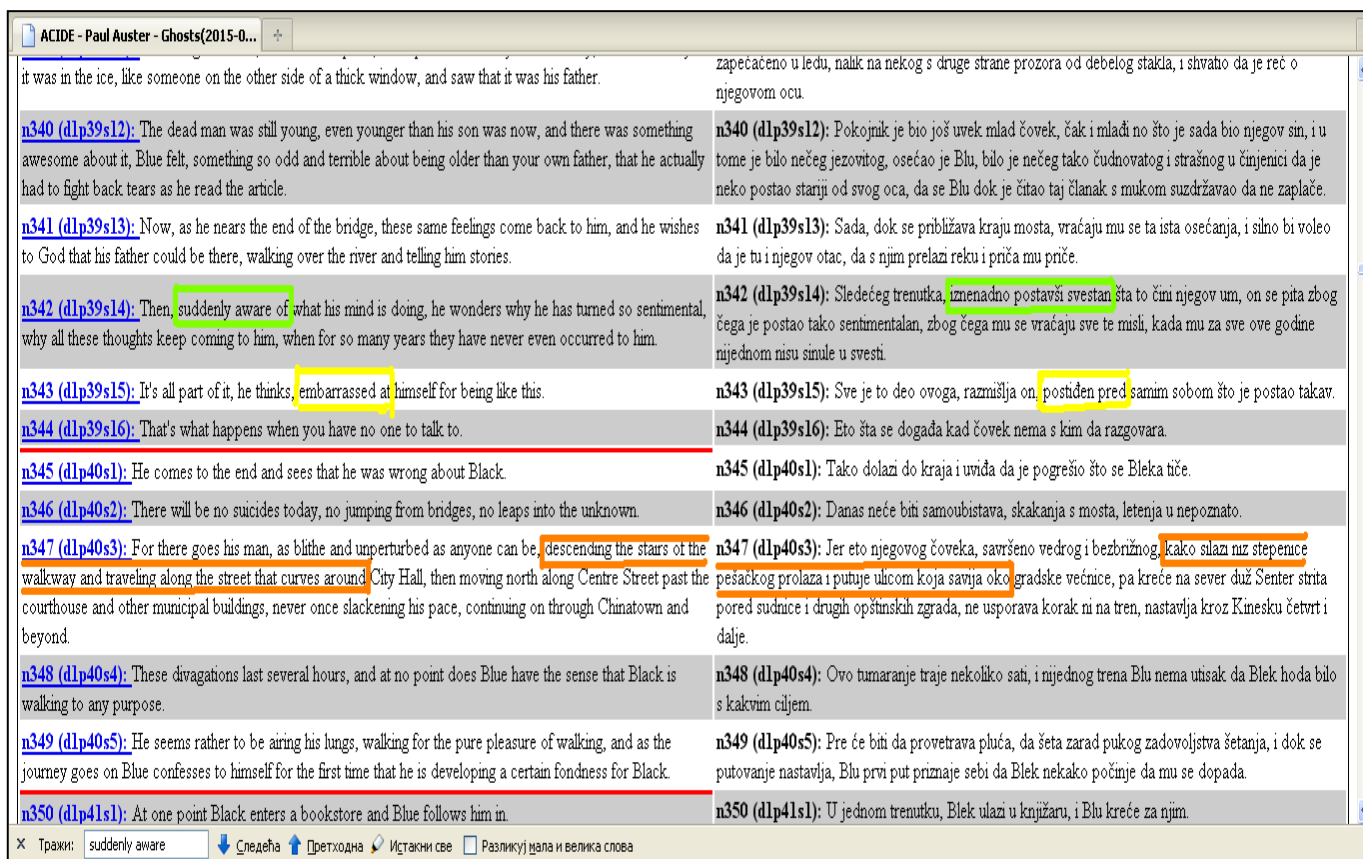 ACIDE - Paul Auster - Ghosts(2015-0...
it was in the ice, like someone on the other side of a thick window, and saw that it was his father.
zapečaćeno u ledu, nalik na nekog s druge strane prozora od debelog stakla, i shvatio da je reč o
njegovom ocu.
n340 (d1p39s12): The dead man was still young, even younger than his son was now, and there was something
awesome about it, Blue felt, something so odd and terrible about being older than your own father, that he actually
had to fight back tears as he read the article.
n340 (d1p39s12): Pokojnik je bio još uvek mlad čovek, čak i mlađi no što je sada bio njegov sin, i u
tome je bilo nečeg jezovitog, osećao je Blu, bilo je nečeg tako čudnovatog i strašnog u činjenici da je
neko postao stariji od svog oca, da se Blu dok je čitao taj članak s mukom suzdržavao da ne zaplače.
n341 (d1p39s13): Now, as he nears the end of the bridge, these same feelings come back to him, and he wishes
to God that his father could be there, walking over the river and telling him stories.
n341 (d1p39s13): Sada, dok se približava kraju mosta, vraćaju mu se ta ista osećanja, i silno bi voleo
da je tu i njegov otac, da s njim prelazi reku i priča mu priče.
n342 (d1p39s14): Then, suddenly aware of what his mind is doing, he wonders why he has turned so sentimental,
why all these thoughts keep coming to him, when for so many years they have never even occurred to him.
n342 (d1p39s14): Sledećeg trenutka, iznenadno postavši svestan šta to čini njegov um, on se pita zbog
čega je postao tako sentimentalan, zbog čega mu se vraćaju sve te misli, kada mu za sve ove godine
nijednom nisu sinule u svesti.
n343 (d1p39s15): It's all part of it, he thinks, embarrassed at himself for being like this.
n343 (d1p39s15): Sve je to deo ovoga, razmišlja on, postiđen pred samim sobom što je postao takav.
n344 (d1p39s16): That's what happens when you have no one to talk to.
n344 (d1p39s16): Eto šta se događa kad čovek nema s kim da razgovara.
n345 (d1p40s1): He comes to the end and sees that he was wrong about Black.
n345 (d1p40s1): Tako dolazi do kraja i uviđa da je pogrešio što se Bleka tiče.
n346 (d1p40s2): There will be no suicides today, no jumping from bridges, no leaps into the unknown.
n346 (d1p40s2): Danas neće biti samoubistava, skakanja s mosta, letenja u nepoznato.
n347 (d1p40s3): For there goes his man, as blithe and unperturbed as anyone can be, descending the stairs of the
walkway and traveling along the street that curves around City Hall, then moving north along Centre Street past the
courthouse and other municipal buildings, never once slackening his pace, continuing on through Chinatown and
beyond.
n347 (d1p40s3): Jer eto njegovog čoveka, savršeno vedrog i bezbrižnog, kako silazi niz stepenice
pešačkog prolaza i putuje ulicom koja savija oko gradske većnice, pa kreće na sever duž Senter strita
pored sudnice i drugih opštinskih zgrada, ne usporava korak ni na tren, nastavlja kroz Kinesku četvrt i
dalje.
n348 (d1p40s4): These divagations last several hours, and at no point does Blue have the sense that Black is
walking to any purpose.
n348 (d1p40s4): Ovo tumaranje traje nekoliko sati, i nijednog trena Blu nema utisak da Blek hoda bilo
s kakvim ciljem.
n349 (d1p40s5): He seems rather to be airing his lungs, walking for the pure pleasure of walking, and as the
journey goes on Blue confesses to himself for the first time that he is developing a certain fondness for Black.
n349 (d1p40s5): Pre će biti da provetrava pluća, da šeta zarad pukog zadovoljstva šetanja, i dok se
putovanje nastavlja, Blu prvi put priznaje sebi da Blek nekako počinje da mu se dopada.
n350 (d1p41s1): At one point Black enters a bookstore and Blue follows him in.
n350 (d1p41s1): U jednom trenutku, Blek ulazi u knjižaru, i Blu kreće za njim.
x Тражи: suddenly aware Следећа Претходна Истакни све Разликуј мала и велика слова